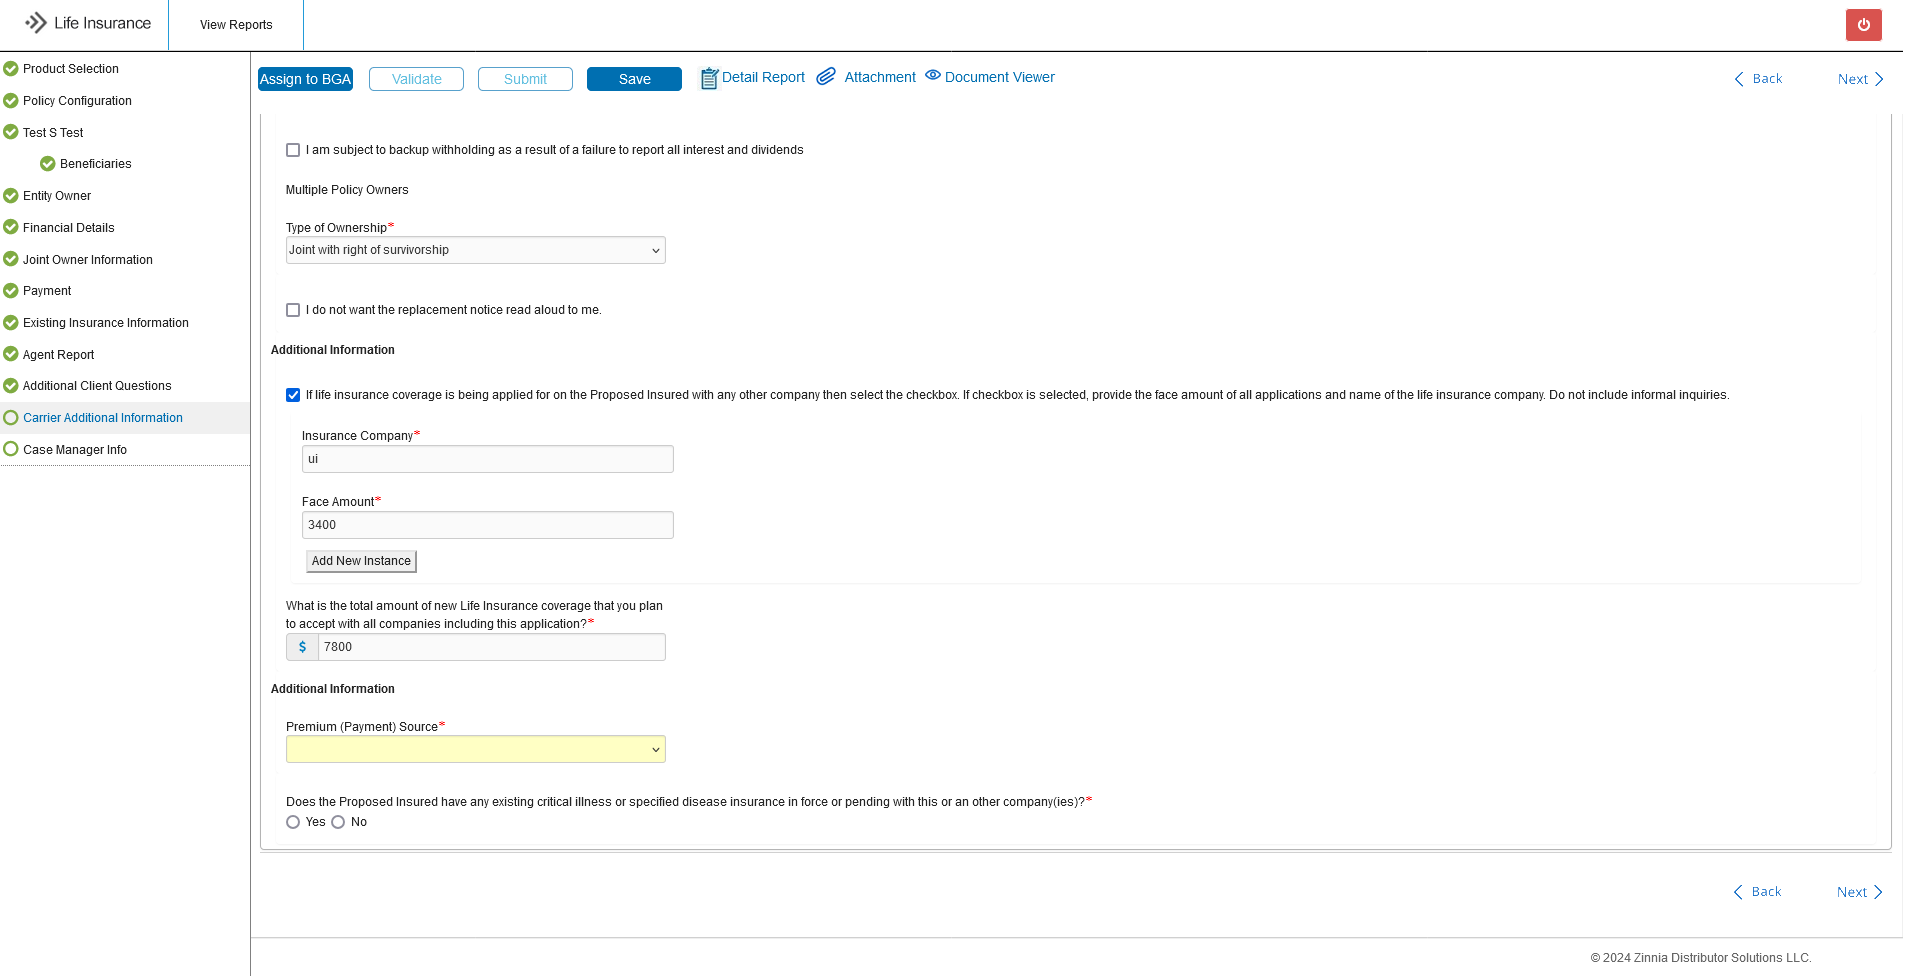 Life Insurance
View Reports
Product Selection
Policy Configuration
Test S Test
Beneficiaries
Entity Owner
Financial Details
Joint Owner Information
Payment
Existing Insurance Information
Agent Report
Additional Client Questions
Carrier Additional Information
Case Manager Info
Assign to BGA
Validate
Submit
Save
Detail Report
Attachment
Document Viewer
Back
Next
I am subject to backup withholding as a result of a failure to report all interest and dividends
Multiple Policy Owners
Type of Ownership*
Joint with right of survivorship
I do not want the replacement notice read aloud to me.
Additional Information
If life insurance coverage is being applied for on the Proposed Insured with any other company then select the checkbox. If checkbox is selected, provide the face amount of all applications and name of the life insurance company. Do not include informal inquiries.
Insurance Company*
ui
Face Amount*
3400
Add New Instance
What is the total amount of new Life Insurance coverage that you plan
to accept with all companies including this application?*
$ 7800
Additional Information
Premium (Payment) Source*
Does the Proposed Insured have any existing critical illness or specified disease insurance in force or pending with this or an other company(ies)?*
Yes No
Back
Next
© 2024 Zinnia Distributor Solutions LLC.